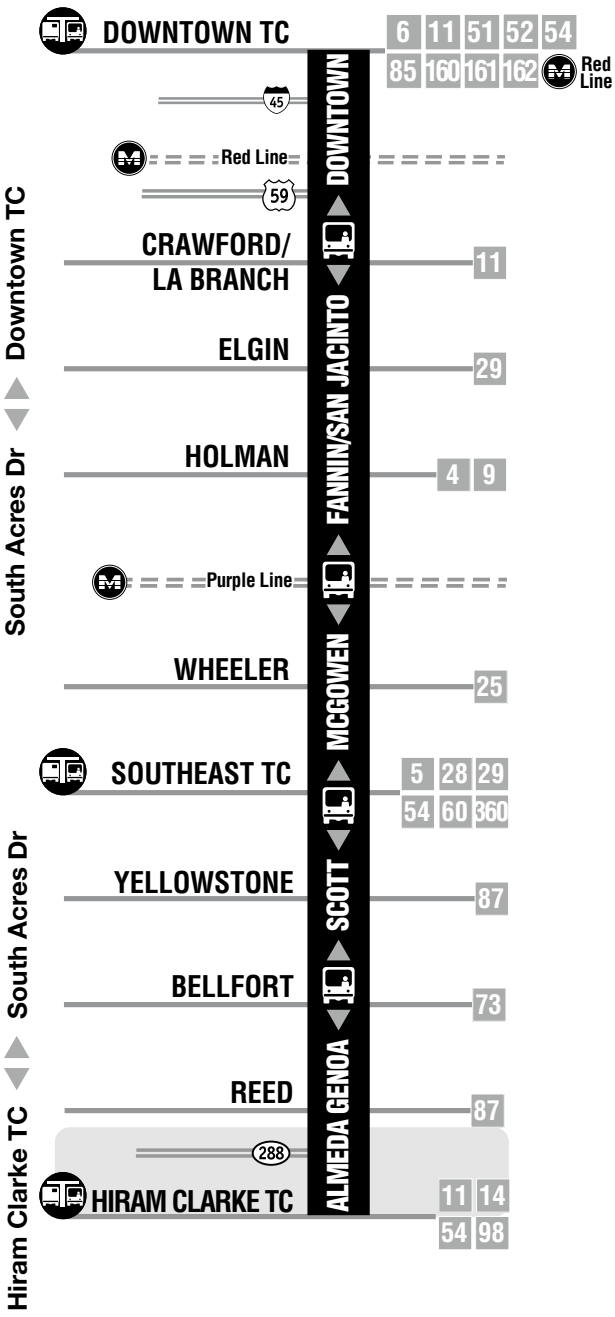 DOWNTOWN TC
6 11 51 52 54
85 160 161 162 Red Line
45
DOWNTOWN
Red Line
59
CRAWFORD/
LA BRANCH
11
ELGIN
29
FANNIN/SAN JACINTO
HOLMAN
4 9
Purple Line
WHEELER
25
MCGOWEN
SOUTHEAST TC
5 28 29
54 60 360
YELLOWSTONE
87
SCOTT
BELLFORT
73
REED
87
ALMEDA GENOA
288
HIRAM CLARKE TC
11 14
54 98
South Acres Dr Downtown TC
Hiram Clarke TC South Acres Dr